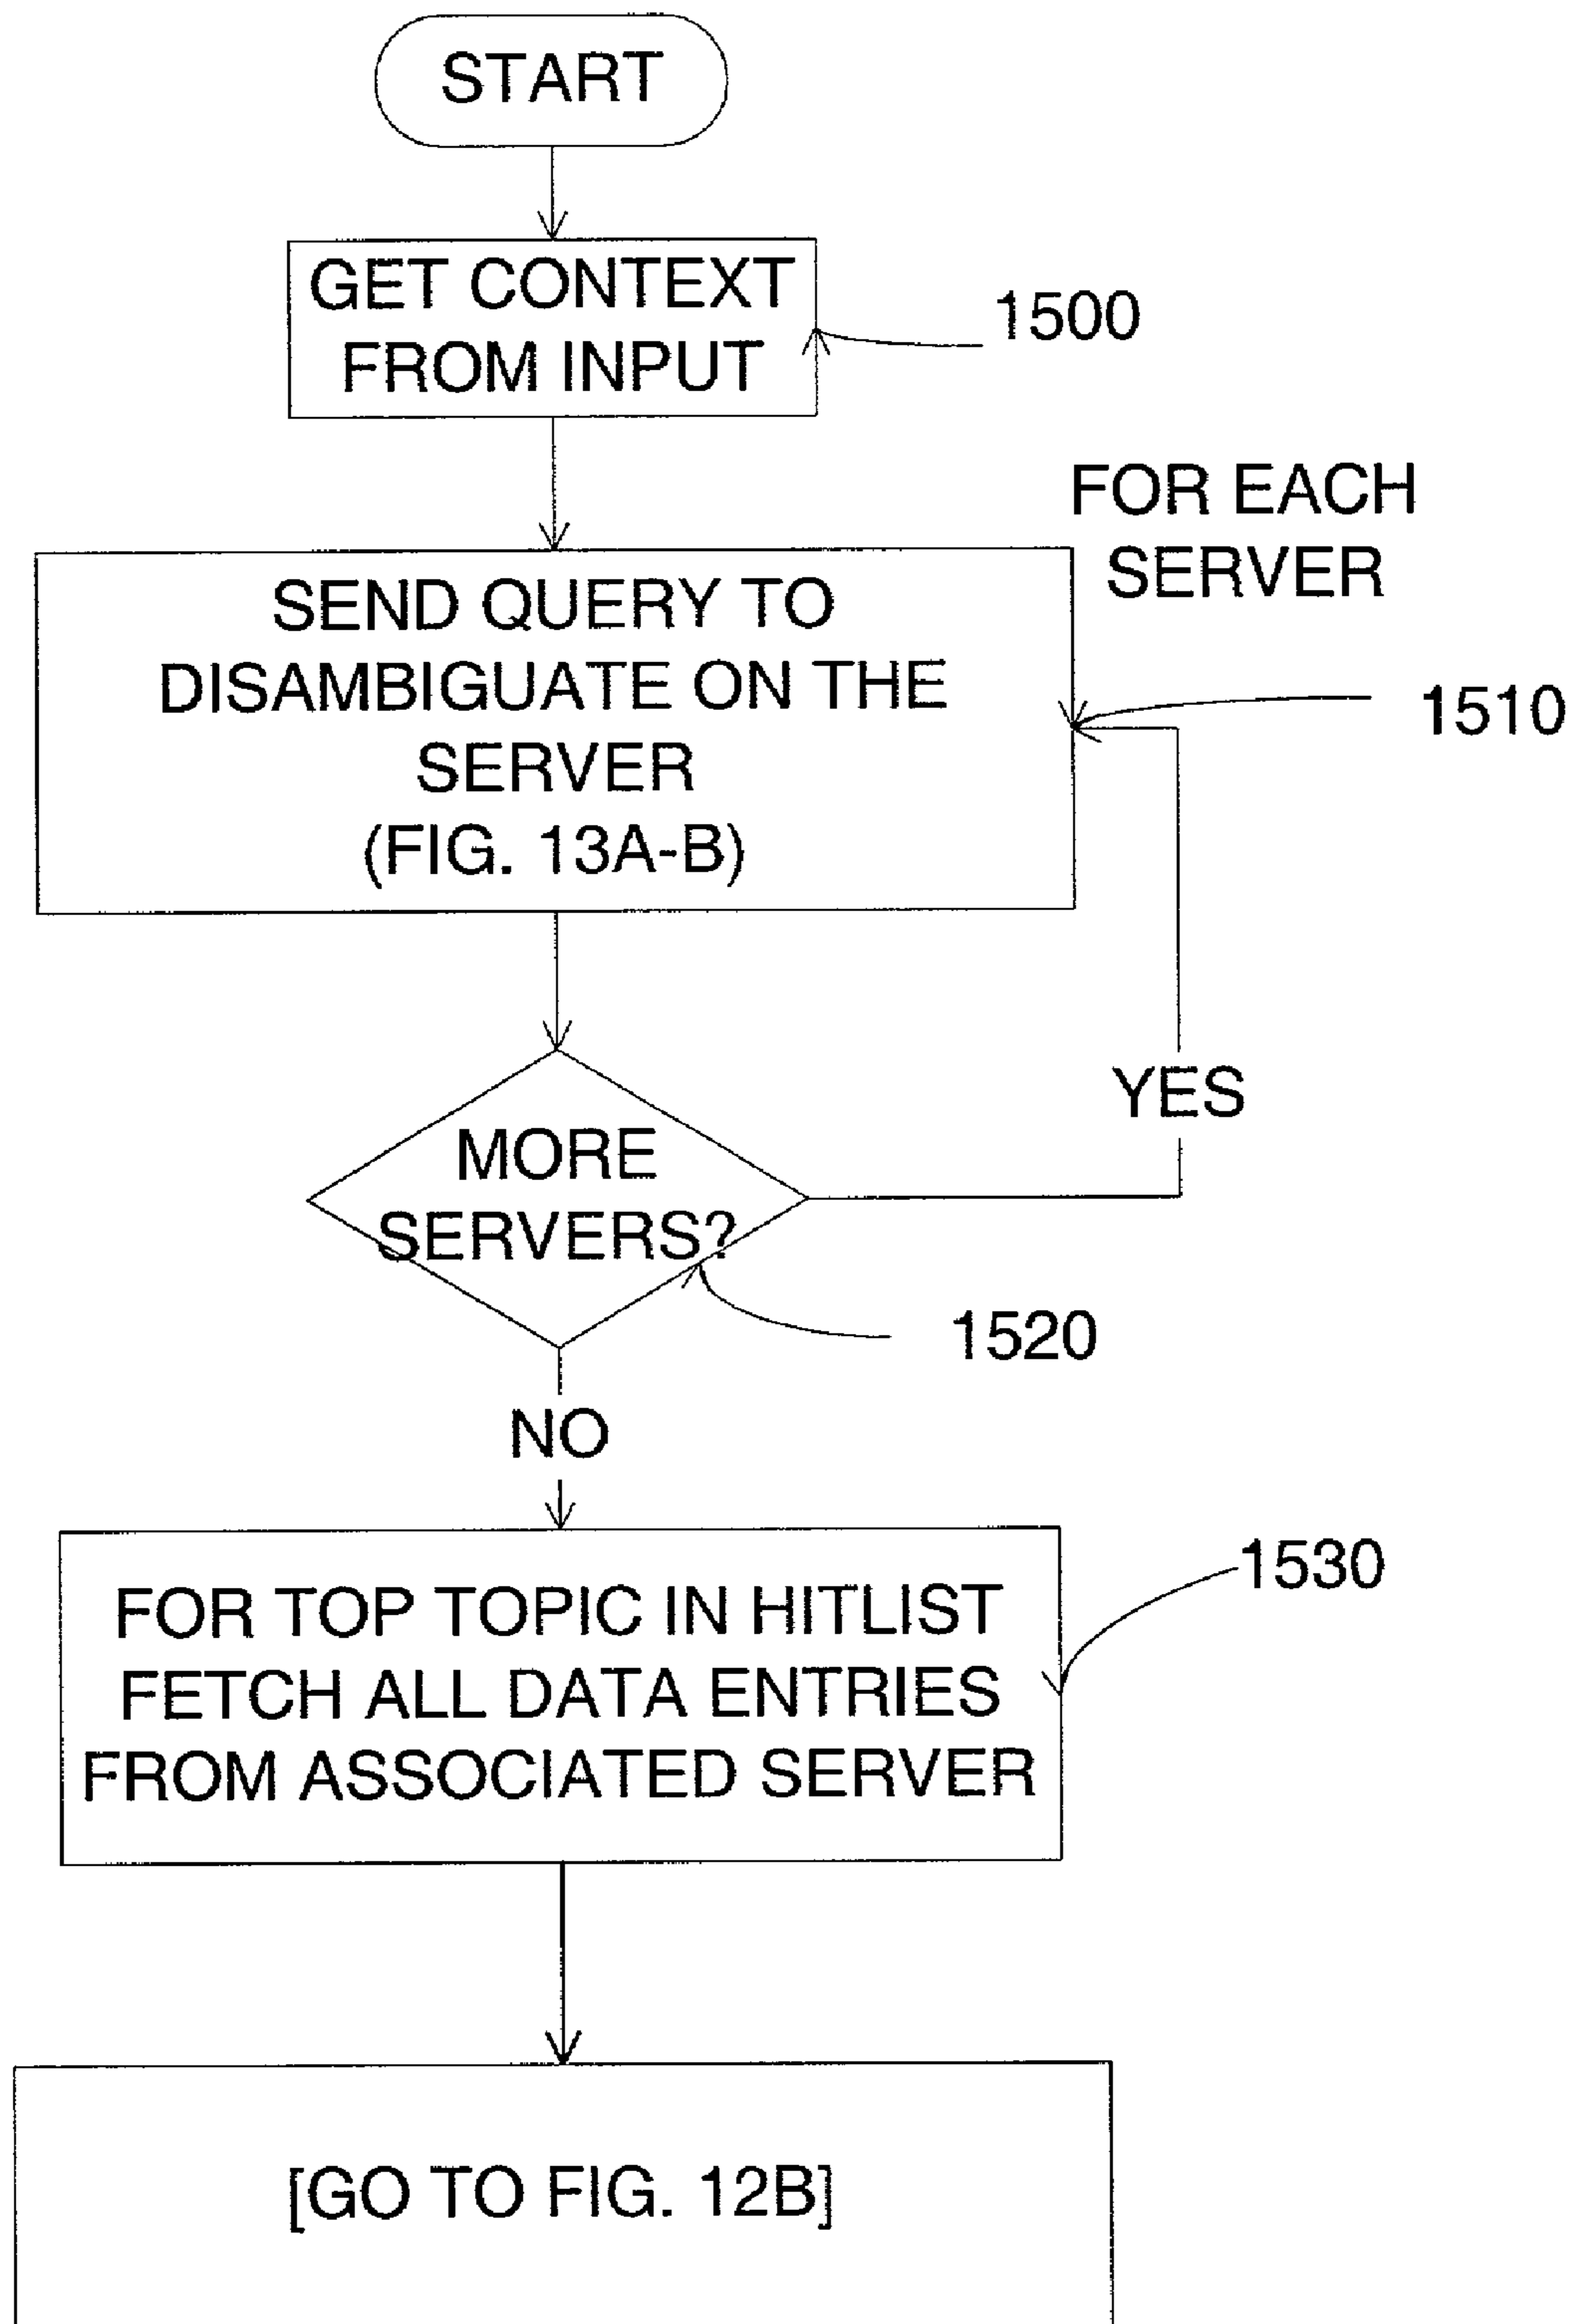 START
GET CONTEXT
FROM INPUT
1500
FOR EACH
SERVER
SEND QUERY TO
DISAMBIGUATE ON THE
SERVER
(FIG. 13A-B)
1510
YES
MORE
SERVERS?
1520
NO
1530
FOR TOP TOPIC IN HITLIST
FETCH ALL DATA ENTRIES
FROM ASSOCIATED SERVER
[GO TO FIG. 12B]